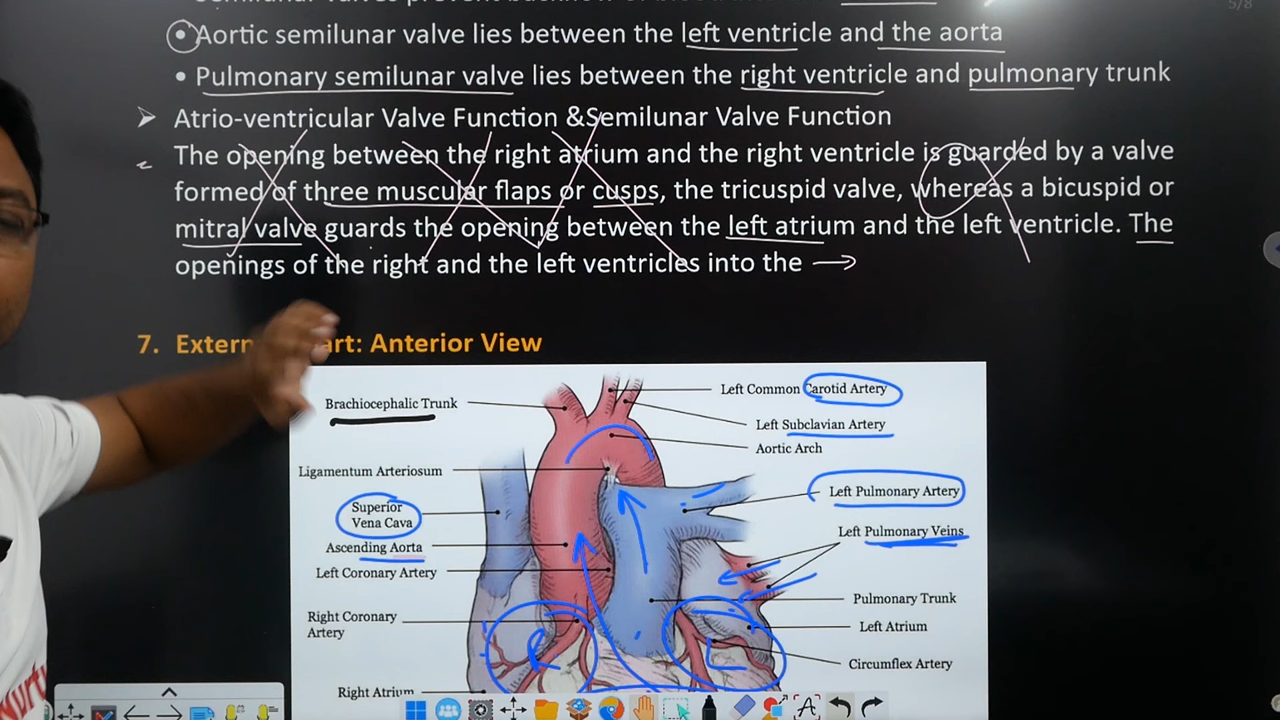 5/8
Aortic semilunar valve lies between the left ventricle and the aorta
• Pulmonary semilunar valve lies between the right ventricle and pulmonary trunk
➢ Atrio-ventricular Valve Function &Semilunar Valve Function
The opening between the right atrium and the right ventricle is guarded by a valve
formed of three muscular flaps or cusps, the tricuspid valve, whereas a bicuspid or
mitral valve guards the opening between the left atrium and the left ventricle. The
openings of the right and the left ventricles into the →
7. Extern art: Anterior View
Left Common Carotid Artery
Brachiocephalic Trunk
Left Subclavian Artery
Aortic Arch
Ligamentum Arteriosum
Left Pulmonary Artery
Superior
Vena Cava
Left Pulmonary Veins
Ascending Aorta
Left Coronary Artery
Pulmonary Trunk
Right Coronary
Artery
Left Atrium
R
L
Circumflex Artery
Right Atrium
A